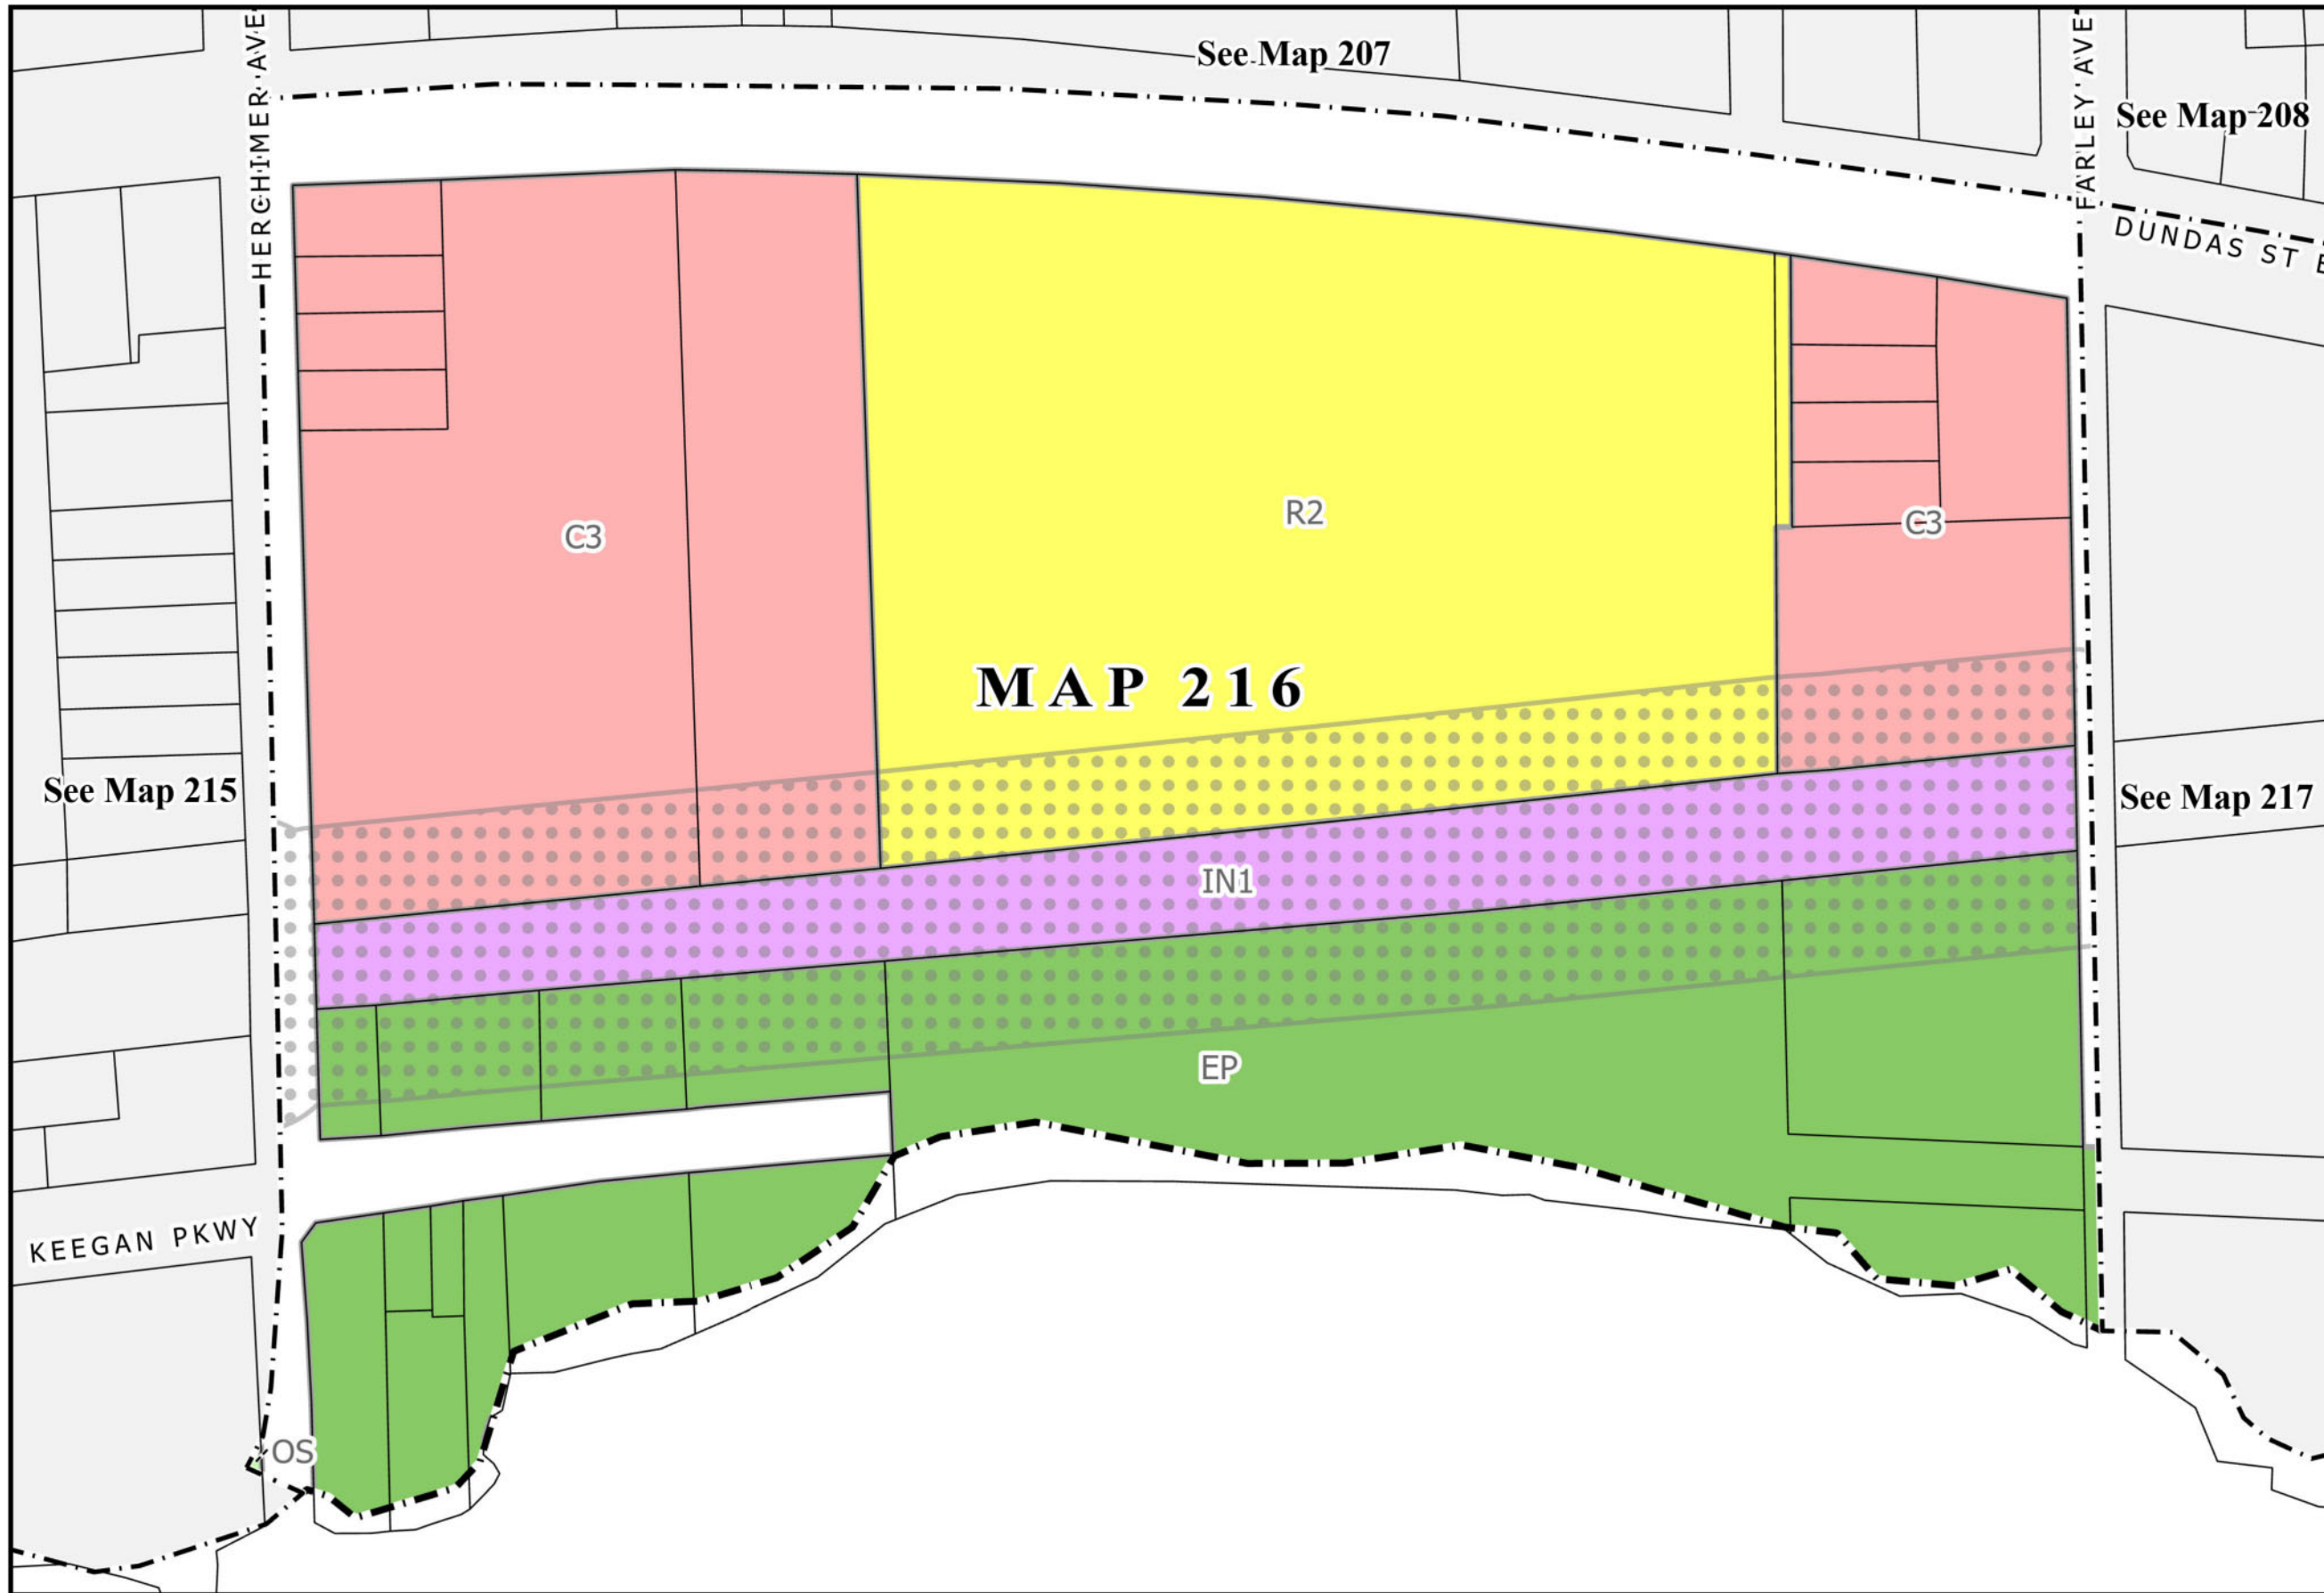 See Map 207
HERCHIMER AVE
FARLEY AVE
See Map 208
DUNDAS ST E
R2
C3
C3
MAP 216
See Map 215
See Map 217
IN1
EP
KEEGAN PKWY
OS